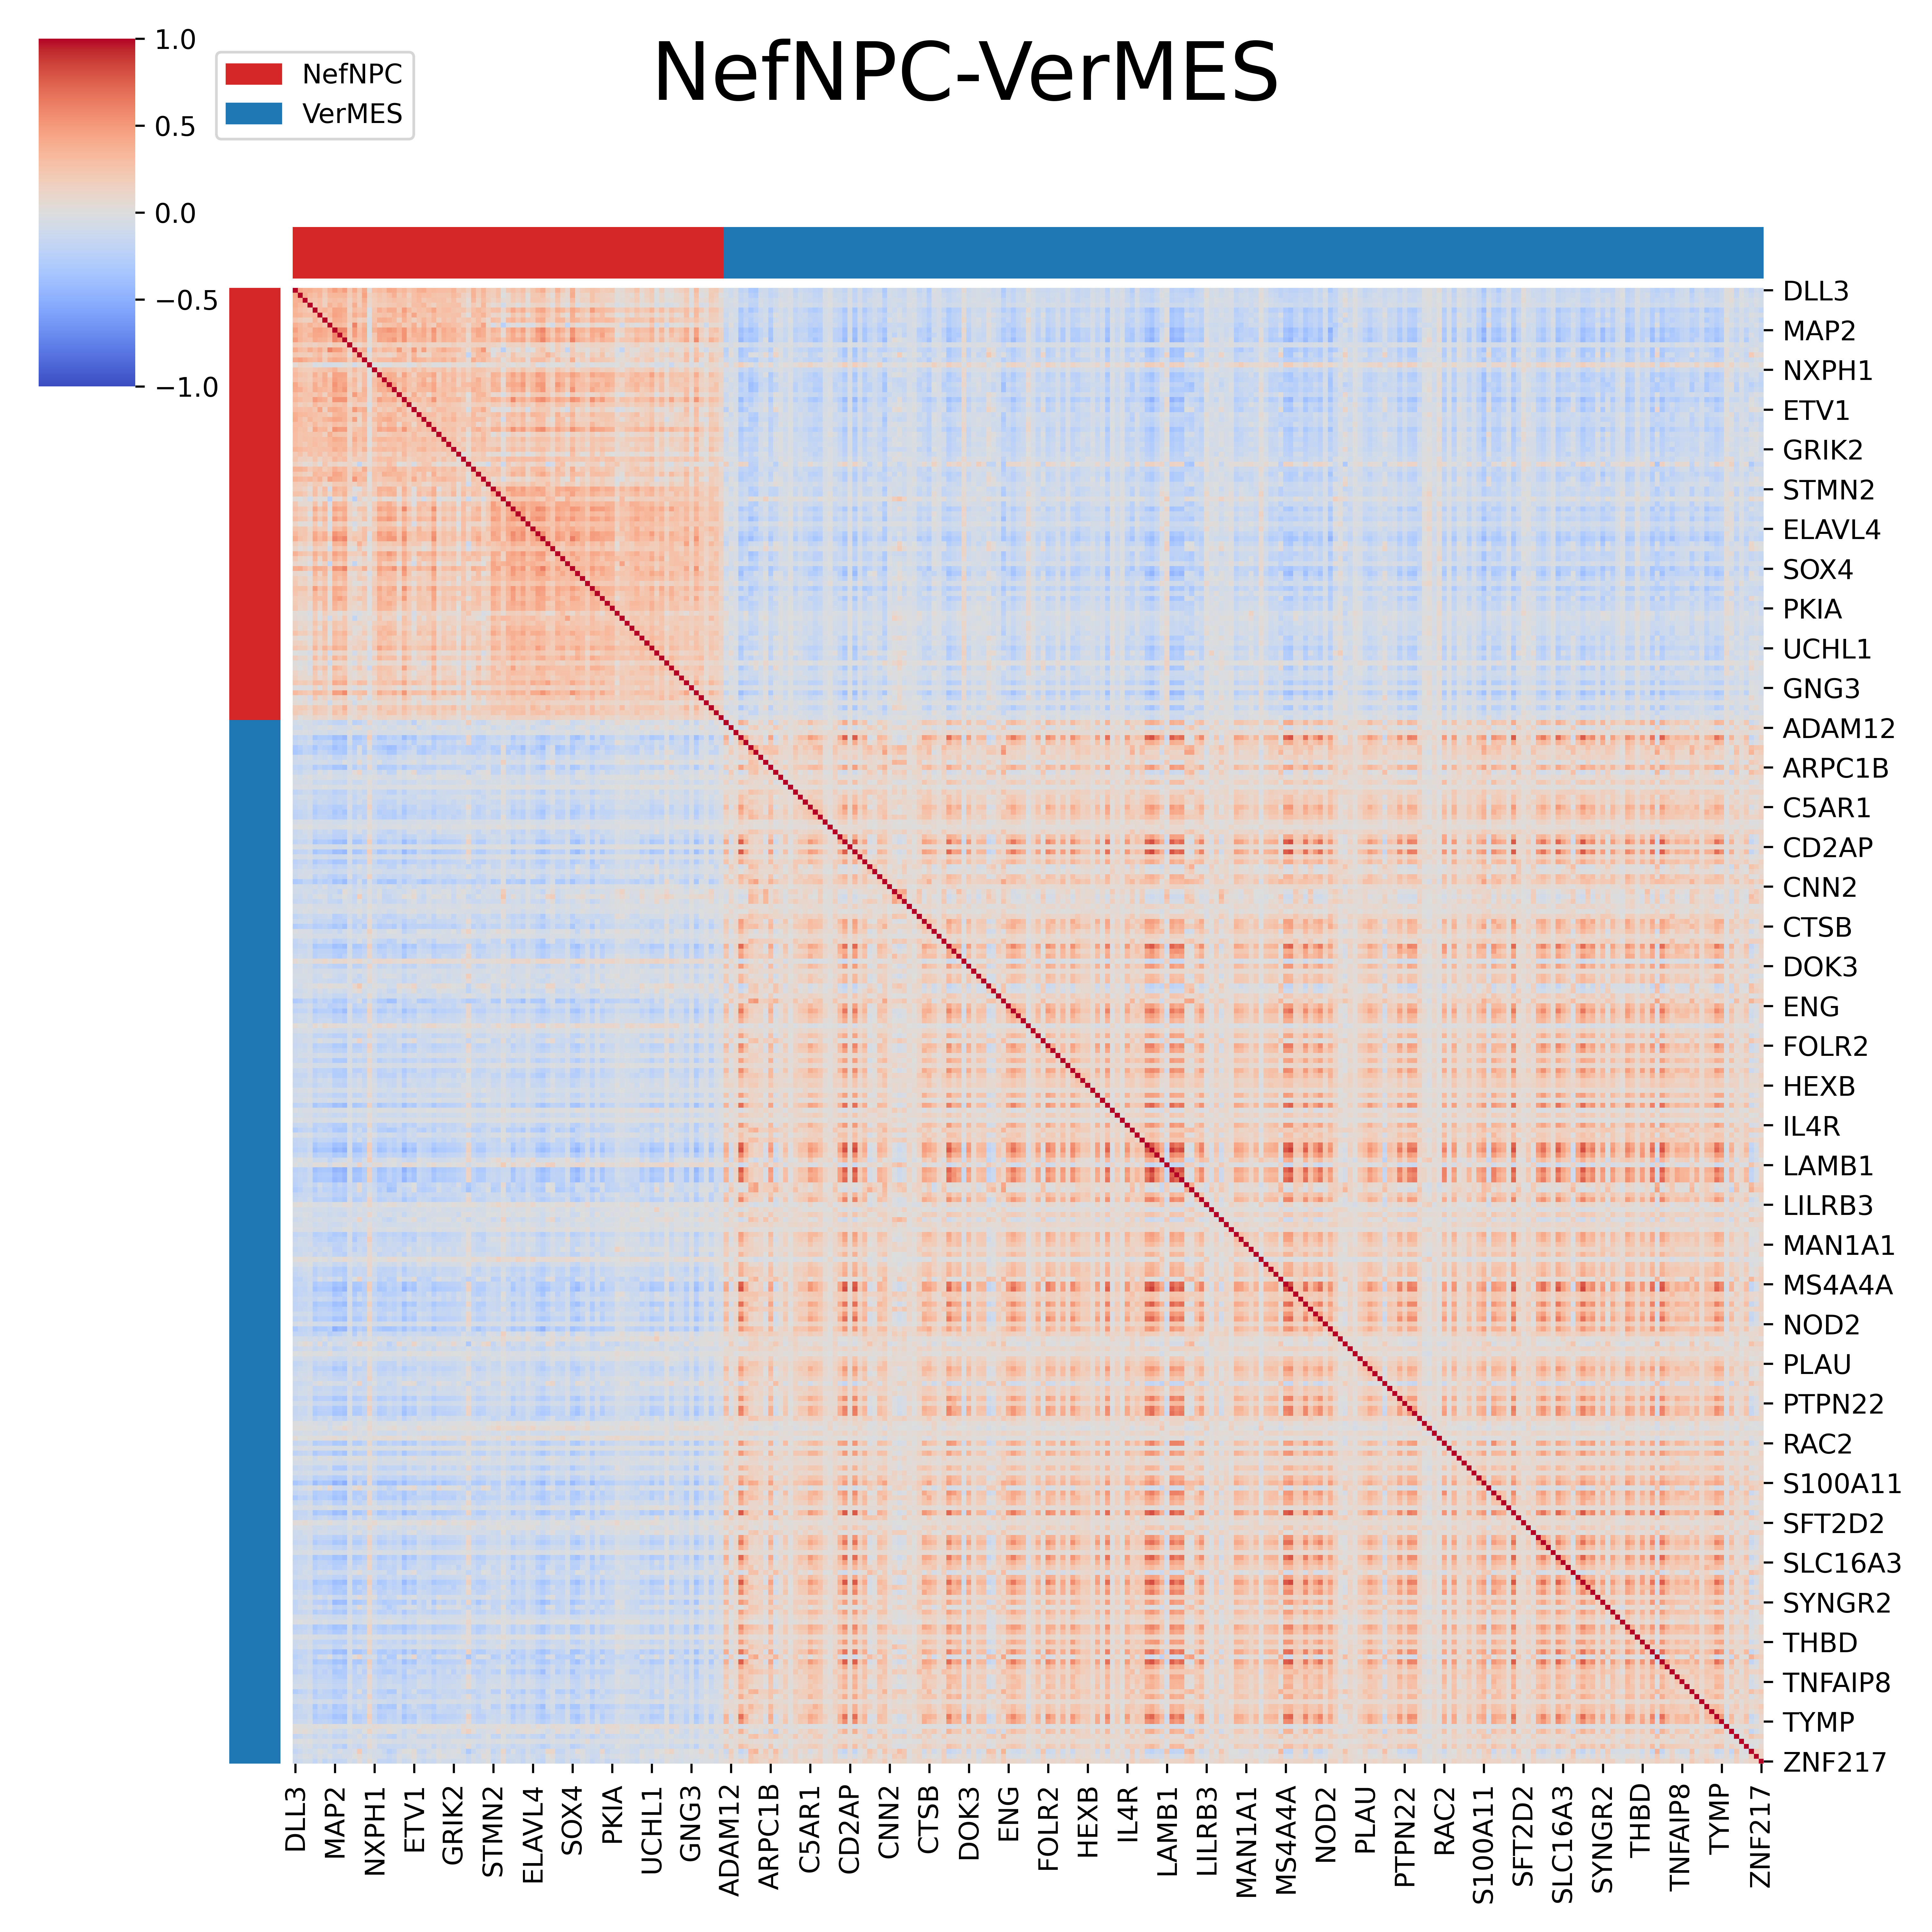 NefNPC-VerMES
1.0
0.5
0.0
−0.5
−1.0
NefNPC
VerMES
DLL3
MAP2
NXPH1
ETV1
GRIK2
STMN2
ELAVL4
SOX4
PKIA
UCHL1
GNG3
ADAM12
ARPC1B
C5AR1
CD2AP
CNN2
CTSB
DOK3
ENG
FOLR2
HEXB
IL4R
LAMB1
LILRB3
MAN1A1
MS4A4A
NOD2
PLAU
PTPN22
RAC2
S100A11
SFT2D2
SLC16A3
SYNGR2
THBD
TNFAIP8
TYMP
ZNF217
DLL3
MAP2
NXPH1
ETV1
GRIK2
STMN2
ELAVL4
SOX4
PKIA
UCHL1
GNG3
ADAM12
ARPC1B
C5AR1
CD2AP
CNN2
CTSB
DOK3
ENG
FOLR2
HEXB
IL4R
LAMB1
LILRB3
MAN1A1
MS4A4A
NOD2
PLAU
PTPN22
RAC2
S100A11
SFT2D2
SLC16A3
SYNGR2
THBD
TNFAIP8
TYMP
ZNF217